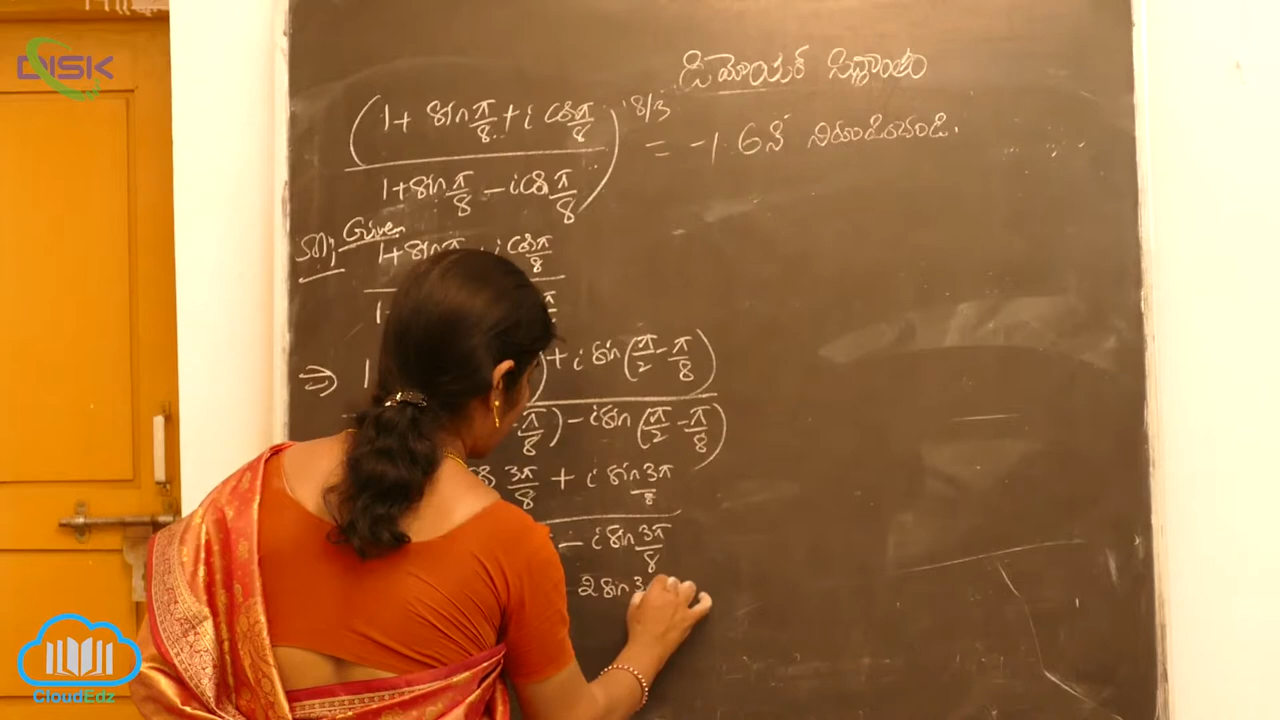 DISK
డిమోయర్ సిద్ధాంతం
(1 + sin π/8 + i cos π/8 / 1 + sin π/8 - i cos π/8)^8/3 = -1 అని నిరూపించండి.
Sol; Given
1 + sin π/8 + i cos π/8
⇒ 1 ) + i sin (π/2 - π/8)
π/8) - i sin (π/2 - π/8)
3π/8 + i sin 3π/8
- i sin 3π/8
2 sin 3
CloudEdz